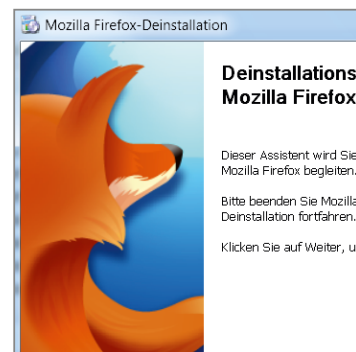 Mozilla Firefox-Deinstallation
Deinstallations
Mozilla Firefox
Dieser Assistent wird Sie
Mozilla Firefox begleiten.
Bitte beenden Sie Mozilla
Deinstallation fortfahren.
Klicken Sie auf Weiter, u